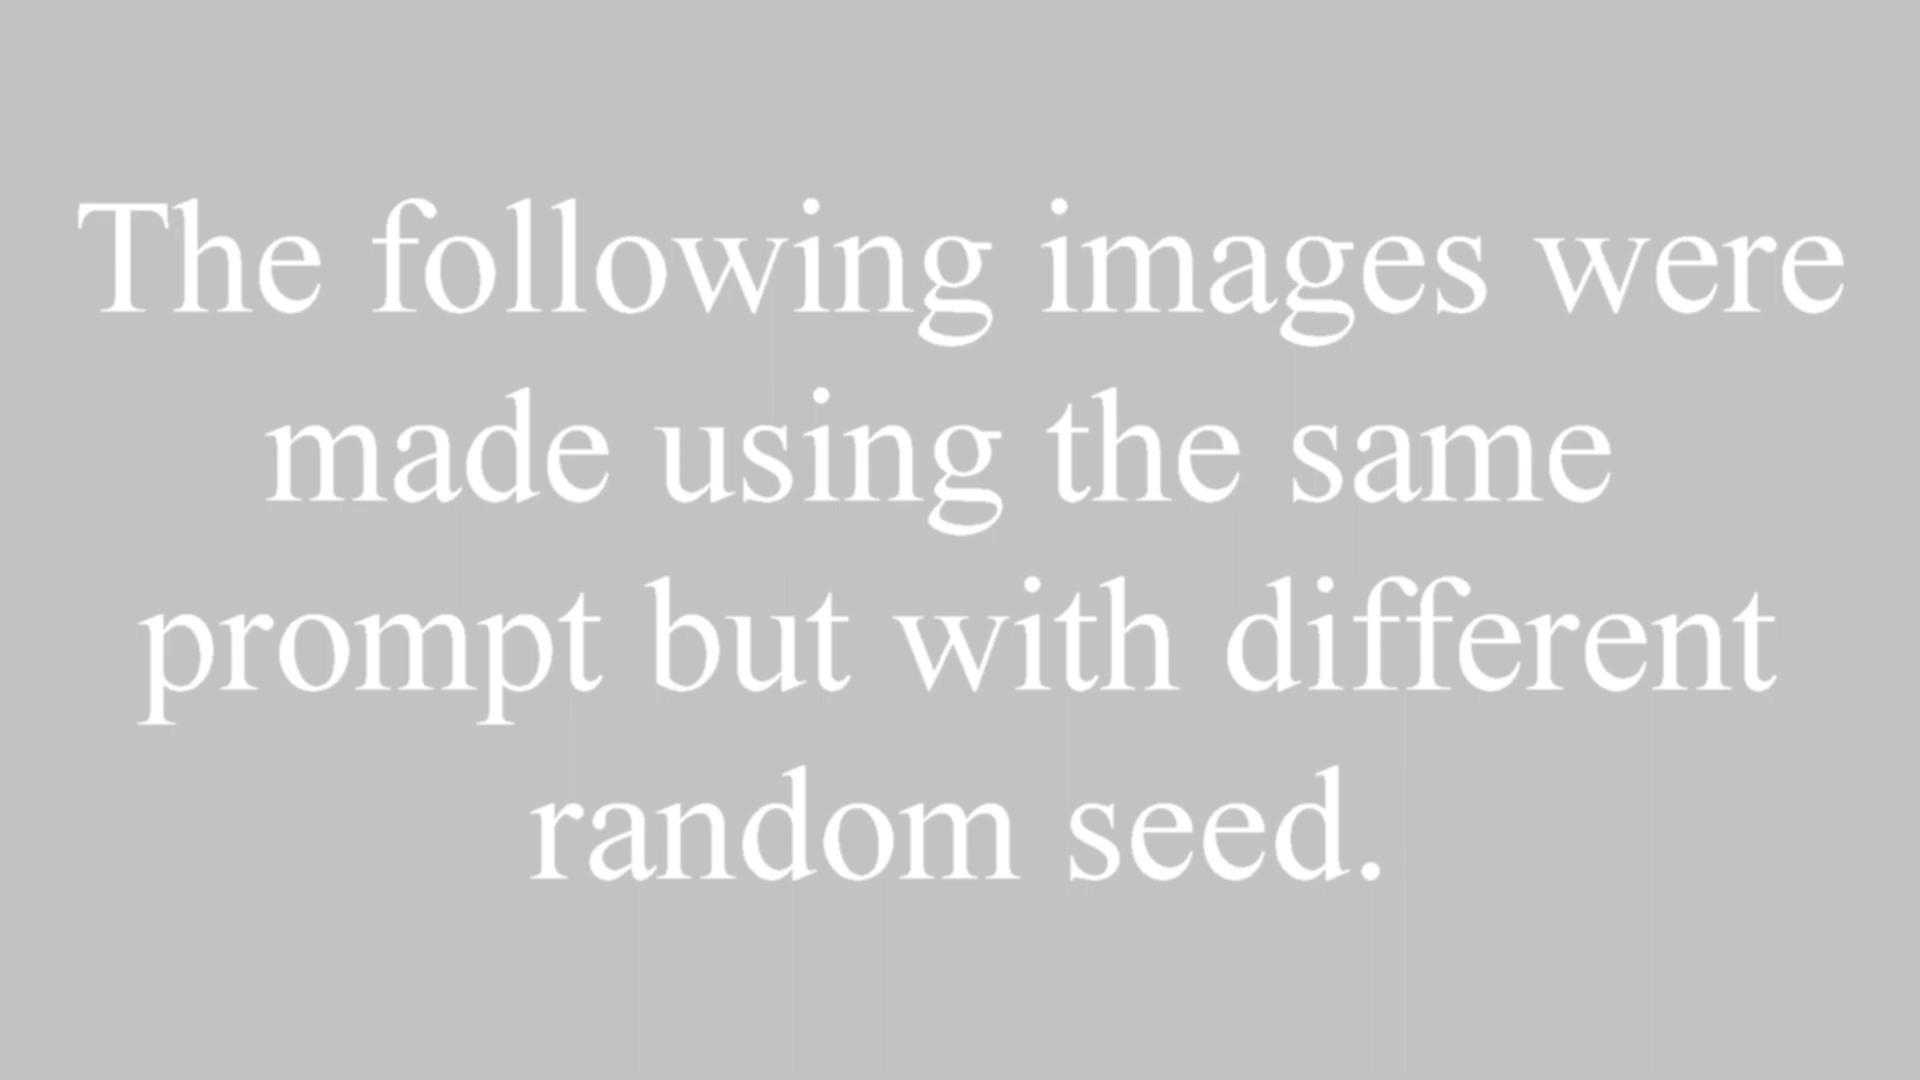 The following images were
made using the same
prompt but with different
random seed.